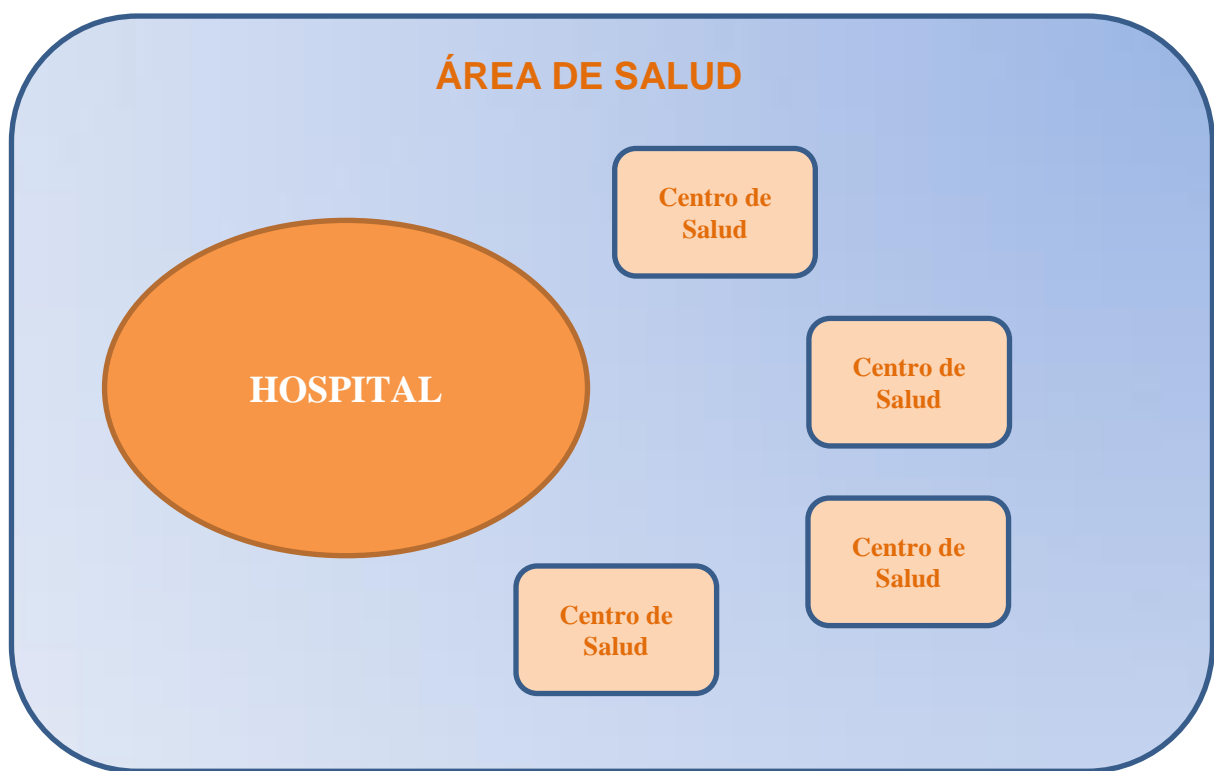 ÁREA DE SALUD
Centro de
Salud
HOSPITAL
Centro de
Salud
Centro de
Salud
Centro de
Salud